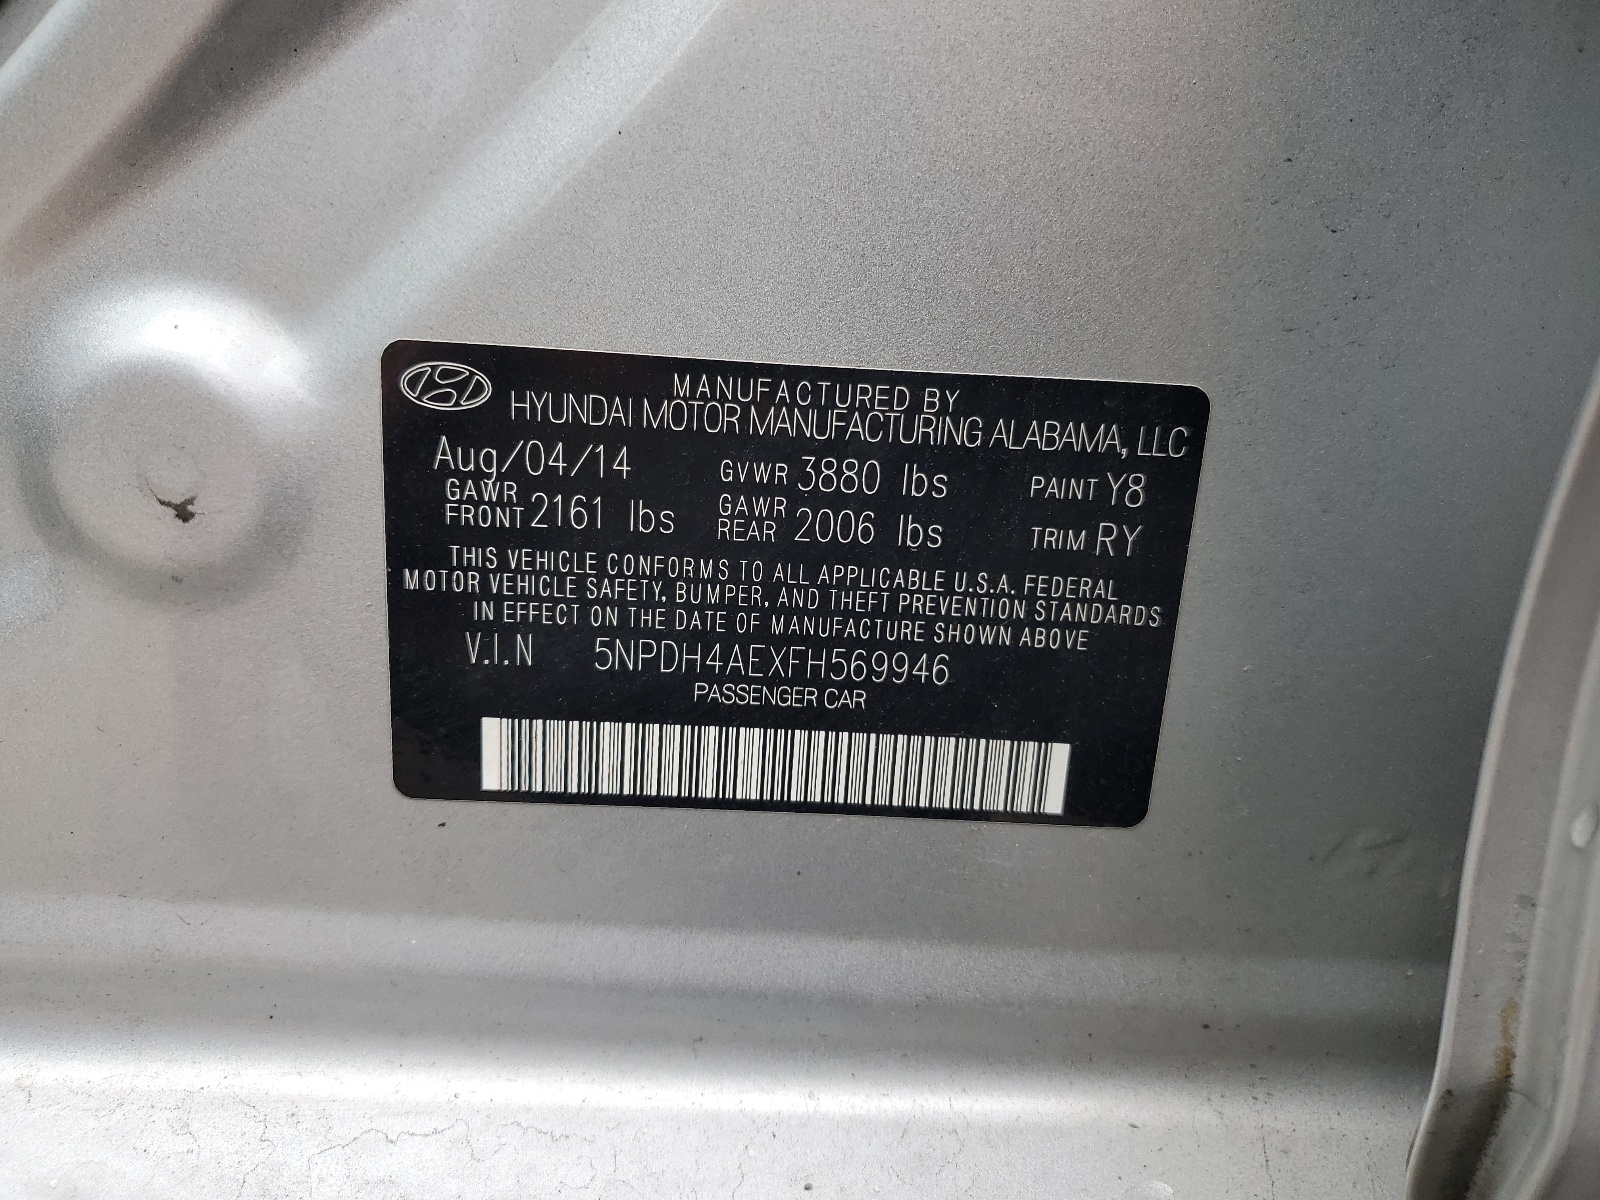 MANUFACTURED BY
HYUNDAI MOTOR MANUFACTURING ALABAMA, LLC
Aug/04/14 GVWR 3880 lbs PAINT Y8
GAWR FRONT 2161 lbs GAWR REAR 2006 lbs TRIM RY
THIS VEHICLE CONFORMS TO ALL APPLICABLE U.S.A. FEDERAL
MOTOR VEHICLE SAFETY, BUMPER, AND THEFT PREVENTION STANDARDS
IN EFFECT ON THE DATE OF MANUFACTURE SHOWN ABOVE
V.I.N 5NPDH4AEXFH569946
PASSENGER CAR